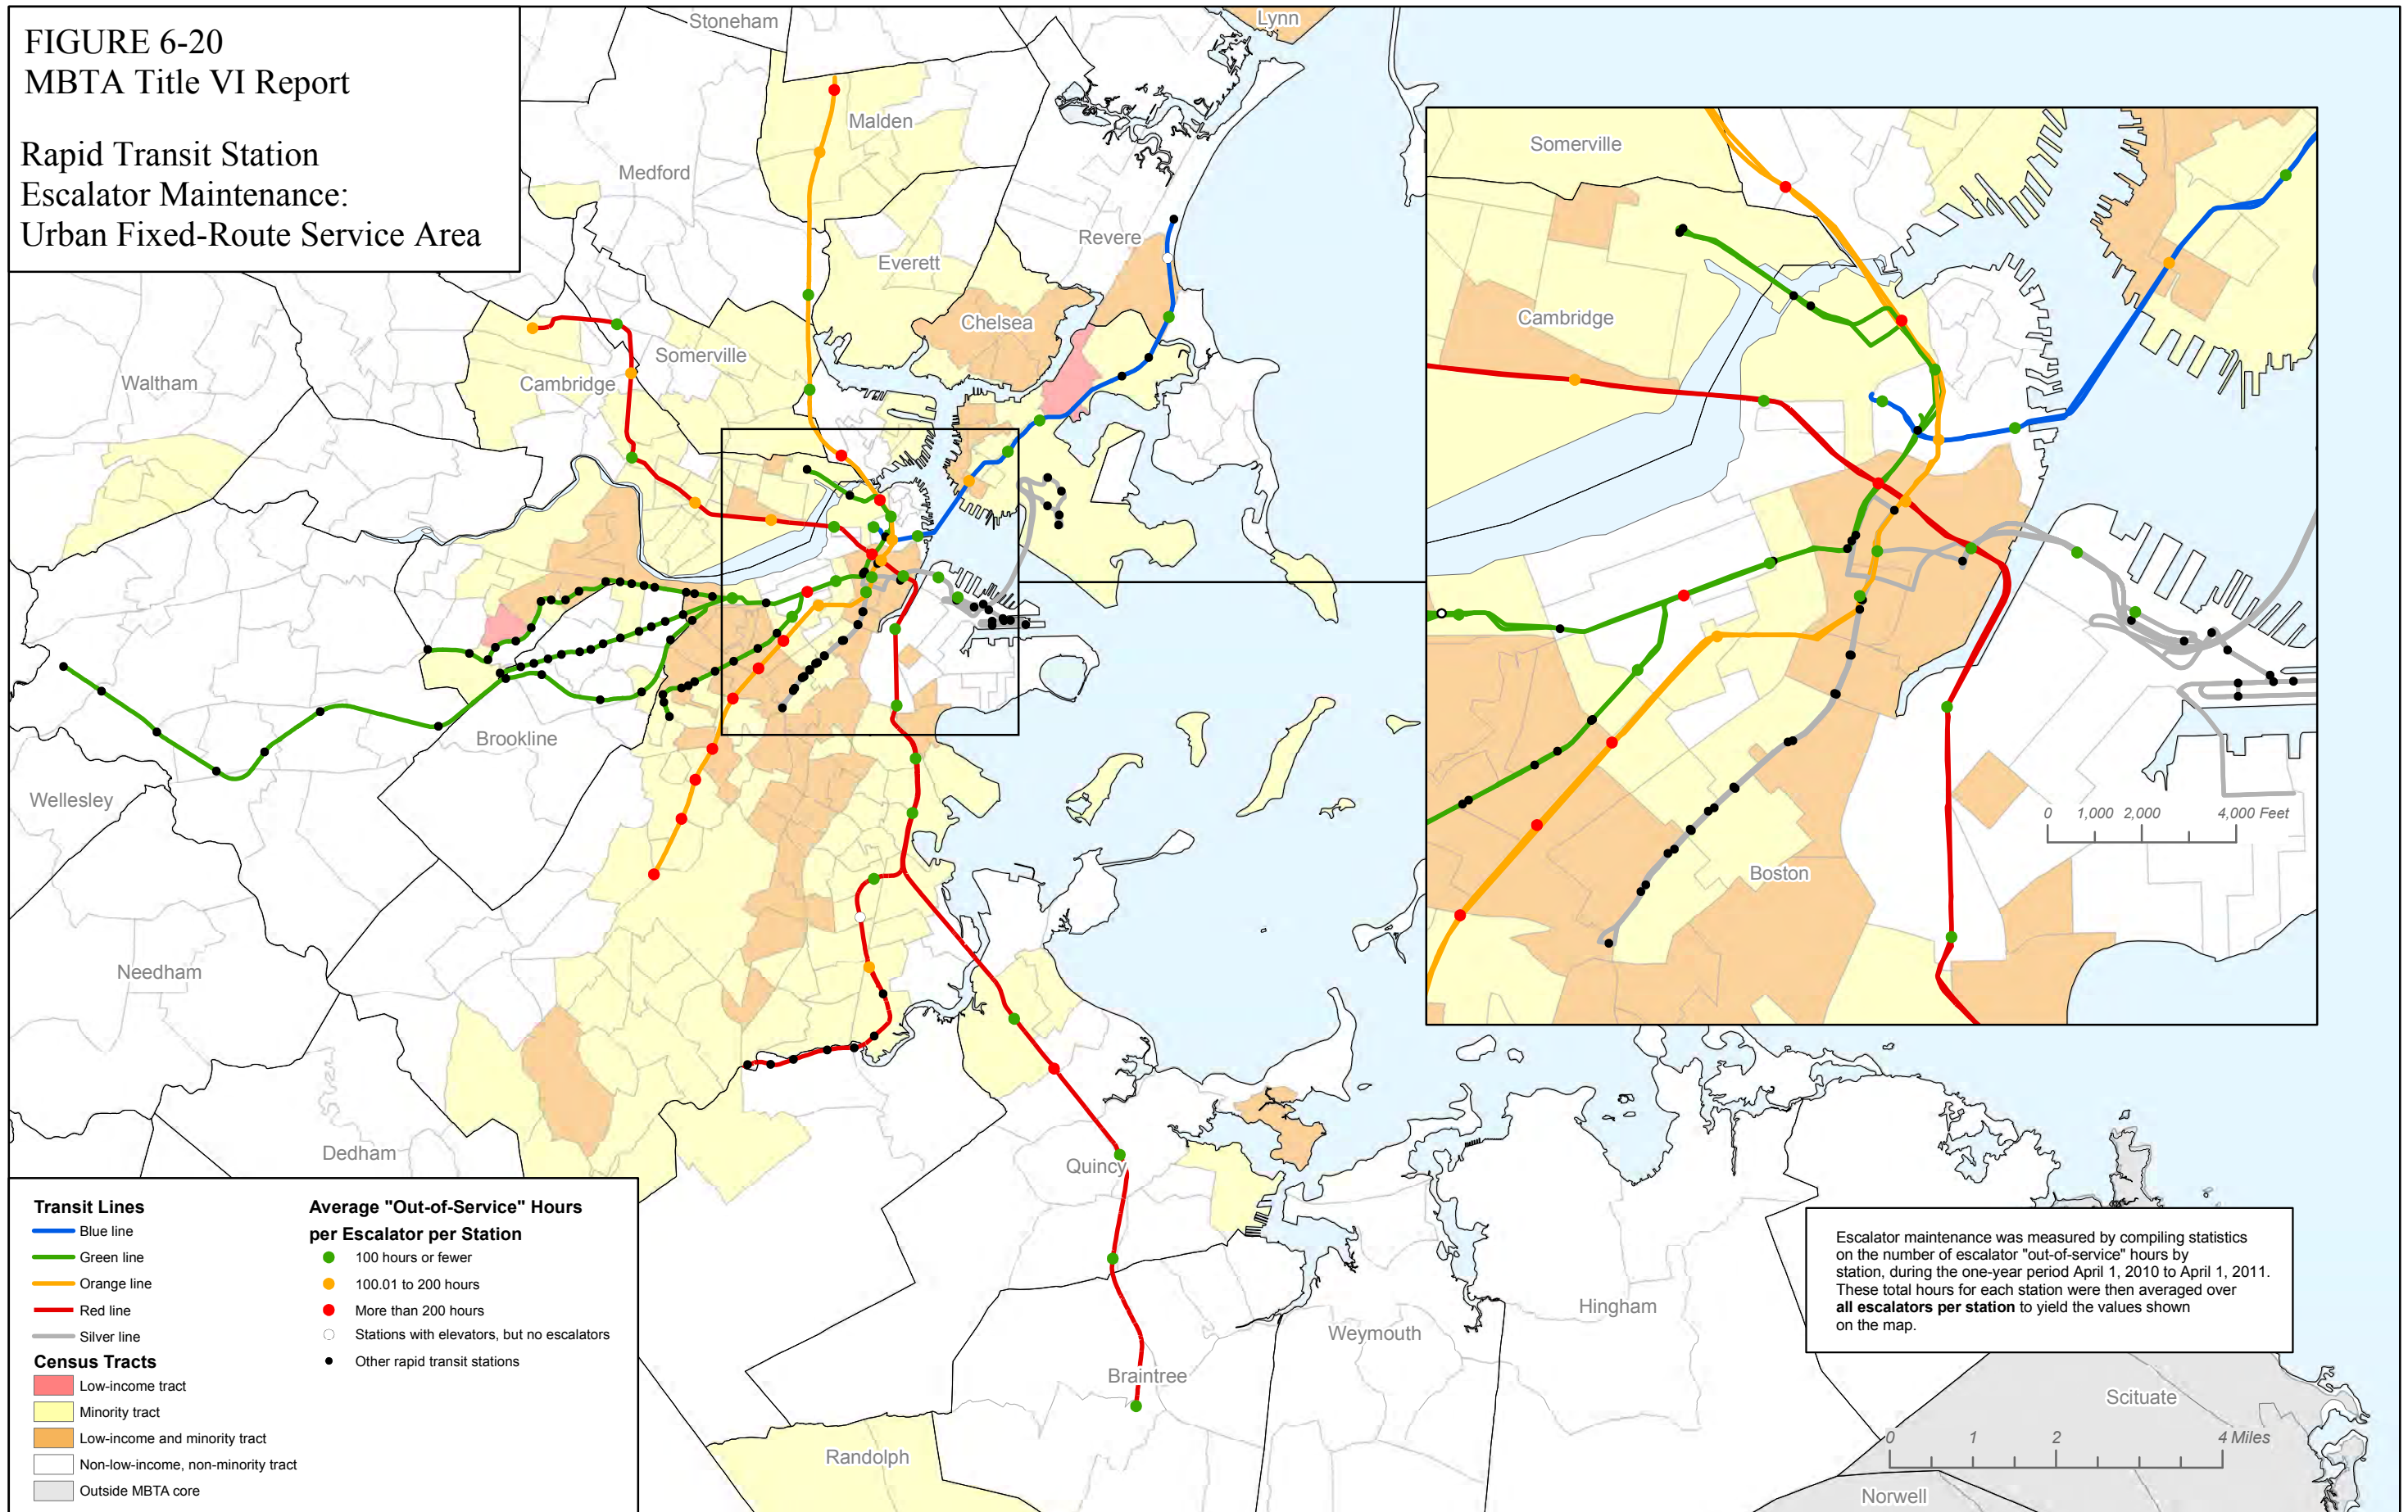 FIGURE 6-20
MBTA Title VI Report
Rapid Transit Station
Escalator Maintenance:
Urban Fixed-Route Service Area
Stoneham
Lynn
Malden
Medford
Revere
Everett
Chelsea
Somerville
Cambridge
Waltham
Brookline
Wellesley
Needham
Dedham
Quincy
Braintree
Randolph
Weymouth
Hingham
Scituate
Norwell
Somerville
Cambridge
Boston
0 1,000 2,000 4,000 Feet
Transit Lines
Blue line
Green line
Orange line
Red line
Silver line
Census Tracts
Low-income tract
Minority tract
Low-income and minority tract
Non-low-income, non-minority tract
Outside MBTA core
Average "Out-of-Service" Hours
per Escalator per Station
100 hours or fewer
100.01 to 200 hours
More than 200 hours
Stations with elevators, but no escalators
Other rapid transit stations
Escalator maintenance was measured by compiling statistics
on the number of escalator "out-of-service" hours by
station, during the one-year period April 1, 2010 to April 1, 2011.
These total hours for each station were then averaged over
all escalators per station to yield the values shown
on the map.
0 1 2 4 Miles